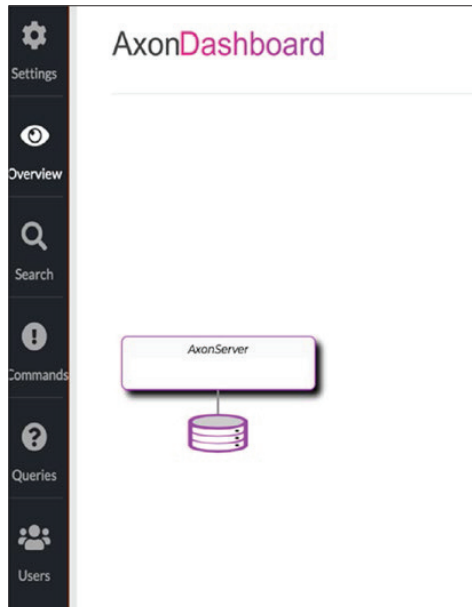 Settings
AxonDashboard
Overview
Search
AxonServer
Commands
Queries
Users